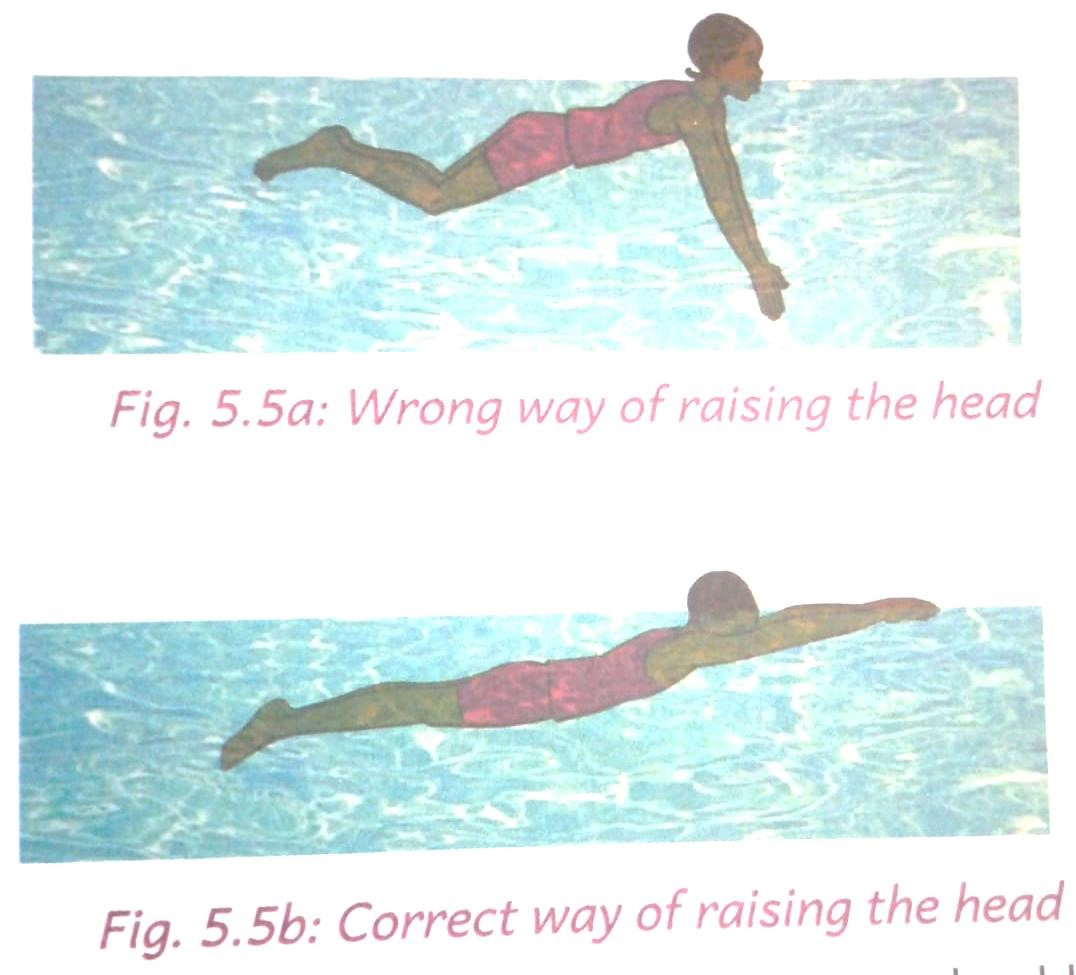 Fig. 5.5a: Wrong way of raising the head
Fig. 5.5b: Correct way of raising the head